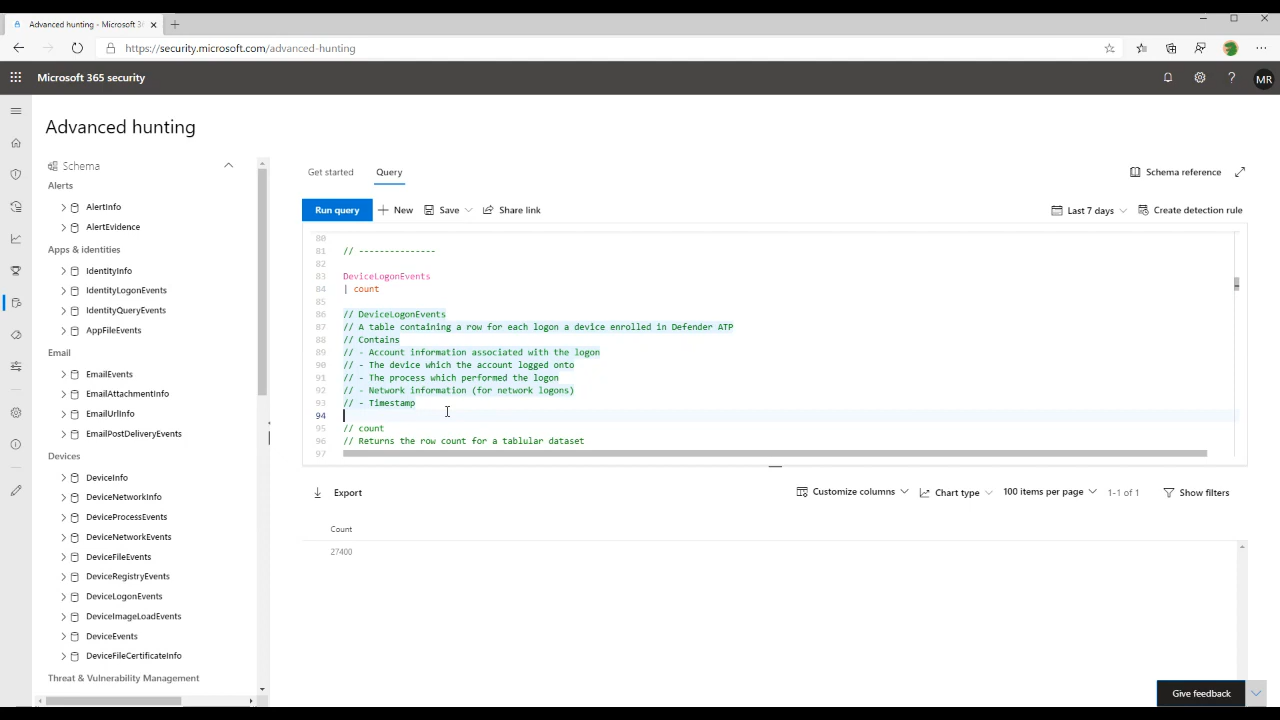 Advanced hunting - Microsoft 36
https://security.microsoft.com/advanced-hunting
Microsoft 365 security
MR
Advanced hunting
Schema
Alerts
AlertInfo
AlertEvidence
Apps & identities
IdentityInfo
IdentityLogonEvents
IdentityQueryEvents
AppFileEvents
Email
EmailEvents
EmailAttachmentInfo
EmailUrlInfo
EmailPostDeliveryEvents
Devices
DeviceInfo
DeviceNetworkInfo
DeviceProcessEvents
DeviceNetworkEvents
DeviceFileEvents
DeviceRegistryEvents
DeviceLogonEvents
DeviceImageLoadEvents
DeviceEvents
DeviceFileCertificateInfo
Threat & Vulnerability Management
Get started Query Schema reference
Run query New Save Share link Last 7 days Create detection rule
80
81 // ---------------
82
83 DeviceLogonEvents
84 | count
85
86 // DeviceLogonEvents
87 // A table containing a row for each logon a device enrolled in Defender ATP
88 // Contains
89 // - Account information associated with the logon
90 // - The device which the account logged onto
91 // - The process which performed the logon
92 // - Network information (for network logons)
93 // - Timestamp
94
95 // count
96 // Returns the row count for a tablular dataset
97
Export Customize columns Chart type 100 items per page 1-1 of 1 Show filters
Count
27400
Give feedback